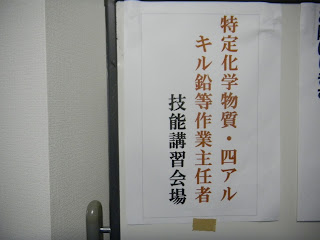 特定化学物質・四アル
キル鉛等作業主任者
技能講習会場